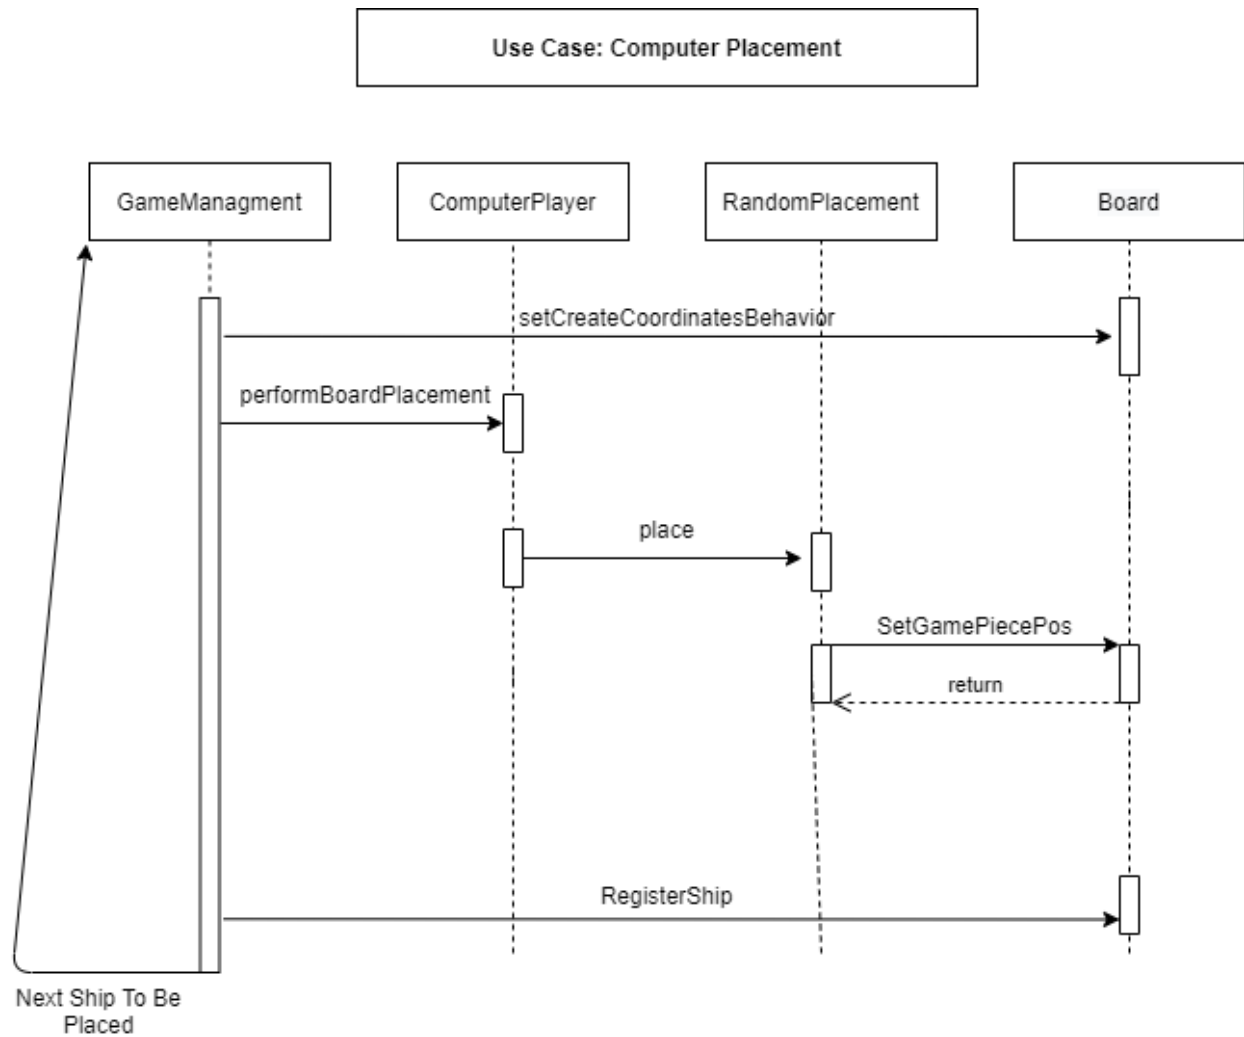 Use Case: Computer Placement
GameManagment
ComputerPlayer
RandomPlacement
Board
setCreateCoordinatesBehavior
performBoardPlacement
place
SetGamePiecePos
return
RegisterShip
Next Ship To Be
Placed